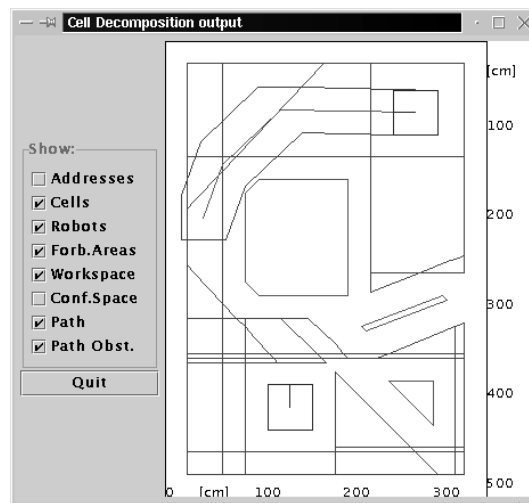 Cell Decomposition output
[cm]
100
Show:
Addresses
Cells
200
Robots
Forb.Areas
Workspace
Conf.Space
300
Path
Path Obst.
Quit
400
500
0 [cm] 100 200 300